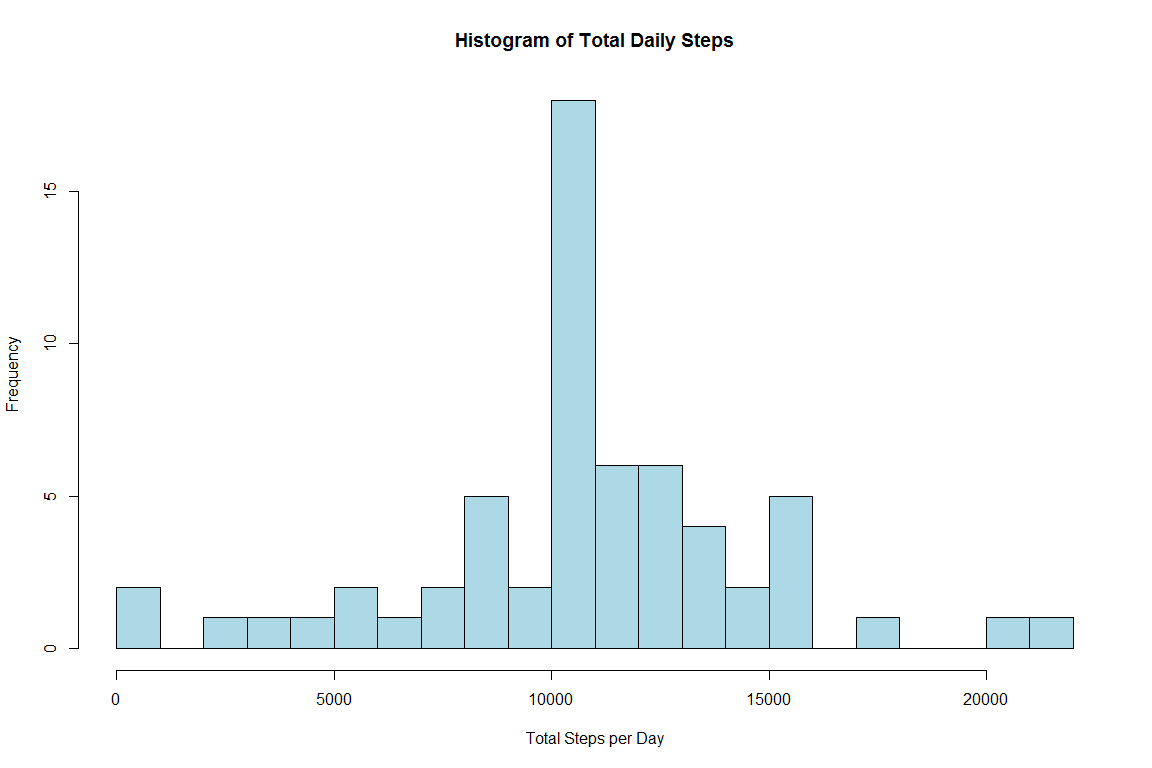 Histogram of Total Daily Steps
15
10
5
0
Frequency
0 5000 10000 15000 20000
Total Steps per Day